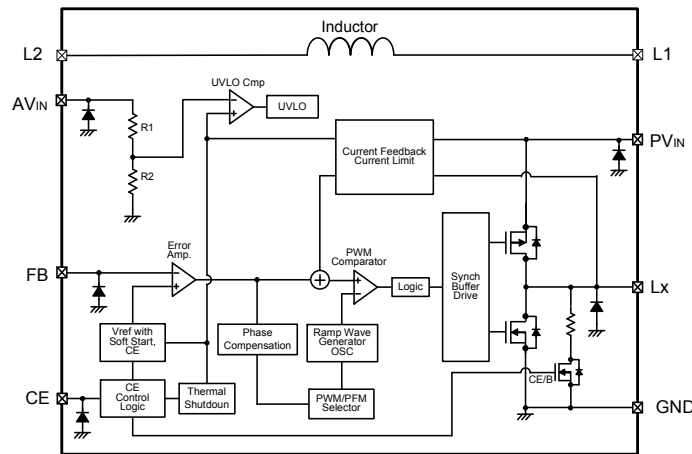 Inductor
L2
L1
UVLO Cmp
AVIN
UVLO
R1
R2
Current Feedback
Current Limit
PVIN
Error
Amp.
FB
PWM
Comparator
Logic
Synch
Buffer
Drive
Lx
Vref with
Soft Start,
CE
Phase
Compensation
Ramp Wave
Generator
OSC
CE
CE
Control
Logic
Thermal
Shutdoun
PWM/PFM
Selector
CE/B
GND